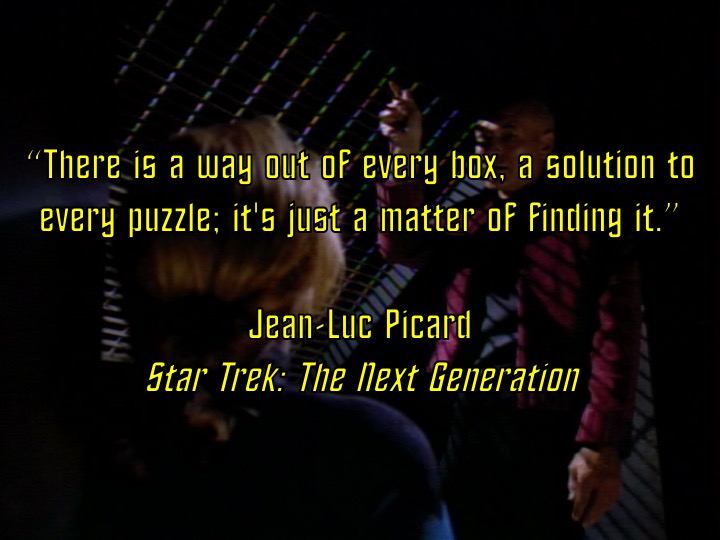 “There is a way out of every box, a solution to
every puzzle; it's just a matter of finding it.”
Jean-Luc Picard
Star Trek: The Next Generation